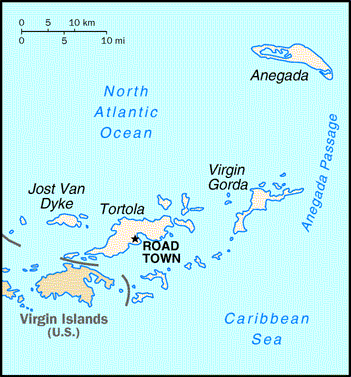 0 5 10 km
0 5 10 mi
Anegada
North
Atlantic
Ocean
Anegada Passage
Virgin
Gorda
Jost Van
Dyke
Tortola
ROAD
TOWN
Virgin Islands
(U.S.)
Caribbean
Sea